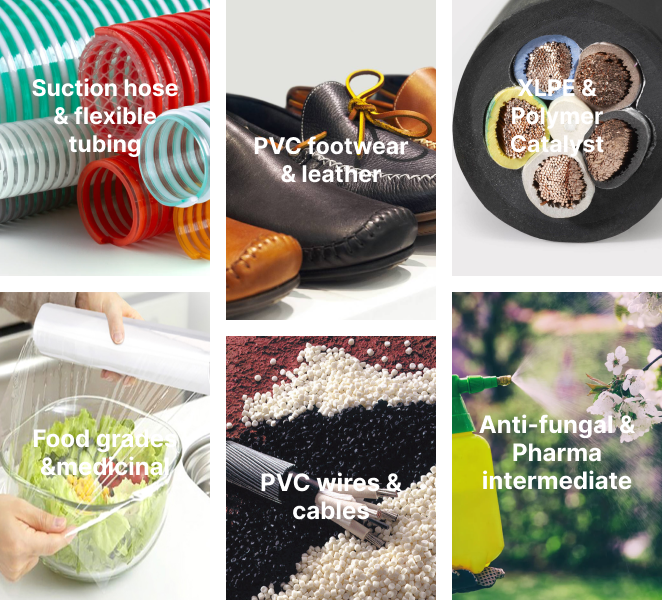 Suction hose
& flexible
tubing
PVC footwear
& leather
XLPE &
Polymer
Catalyst
Food grade
&medicinal
PVC wires &
cables
Anti-fungal &
Pharma
intermediate